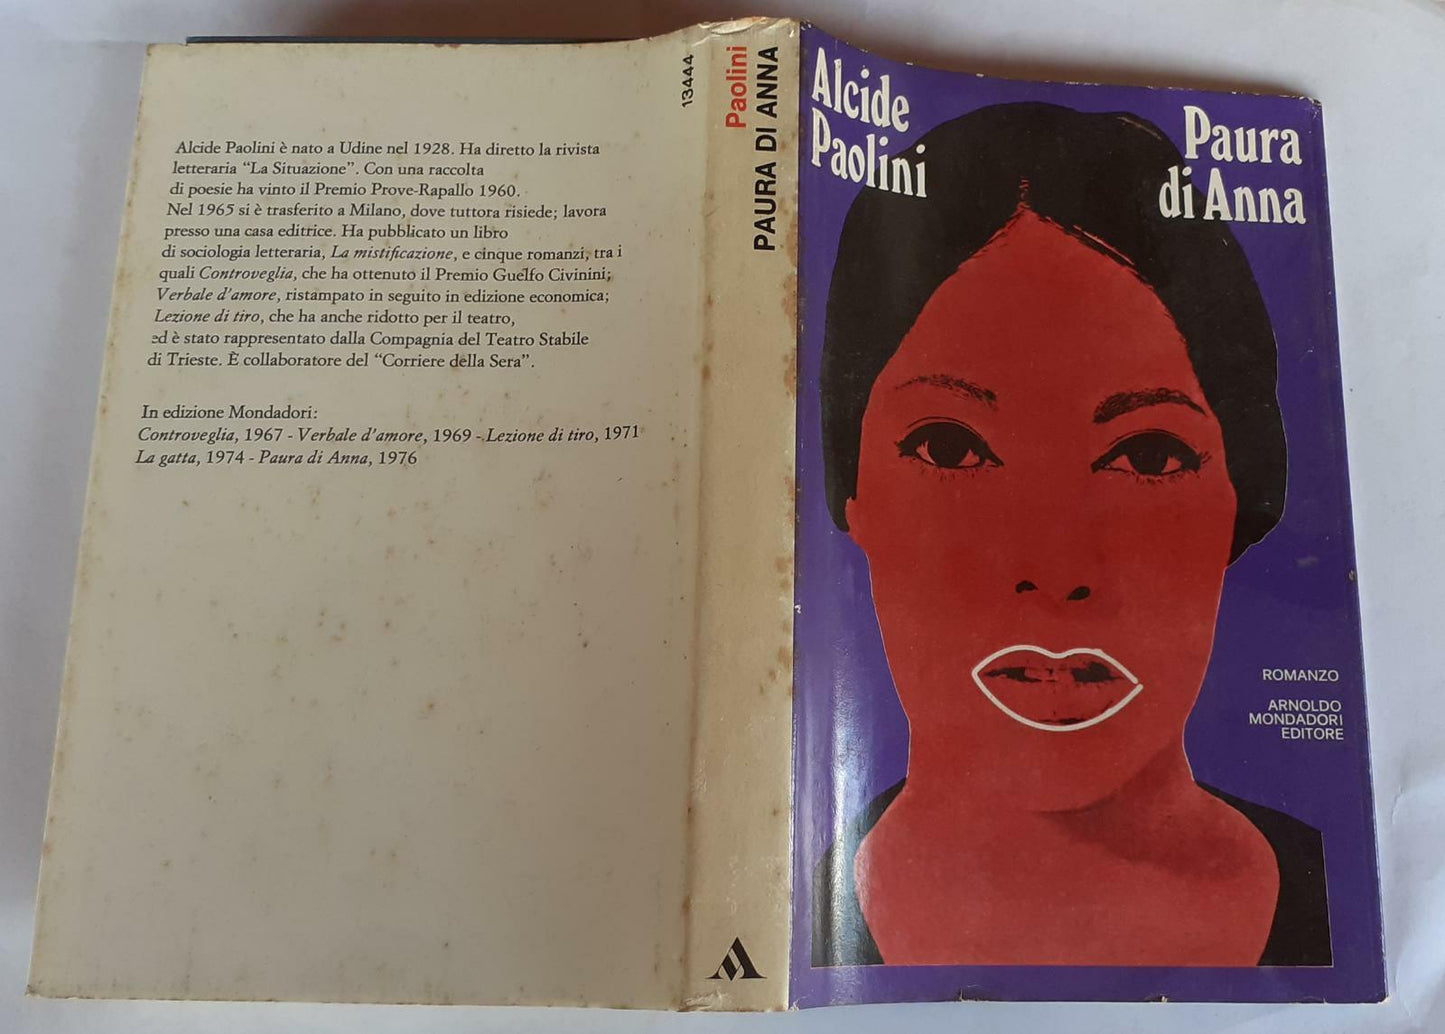 Alcide Paolini è nato a Udine nel 1928. Ha diretto la rivista
letteraria “La Situazione”. Con una raccolta
di poesie ha vinto il Premio Prove-Rapallo 1960.
Nel 1965 si è trasferito a Milano, dove tuttora risiede; lavora
presso una casa editrice. Ha pubblicato un libro
di sociologia letteraria, La mistificazione, e cinque romanzi, tra i
quali Controveglia, che ha ottenuto il Premio Guelfo Civinini;
Verbale d'amore, ristampato in seguito in edizione economica;
Lezione di tiro, che ha anche ridotto per il teatro,
ed è stato rappresentato dalla Compagnia del Teatro Stabile
di Trieste. È collaboratore del “Corriere della Sera”.
In edizione Mondadori:
Controveglia, 1967 - Verbale d'amore, 1969 - Lezione di tiro, 1971
La gatta, 1974 - Paura di Anna, 1976
13444
Paolini
PAURA DI ANNA
Alcide
Paolini
Paura
di Anna
ROMANZO
ARNOLDO
MONDADORI
EDITORE